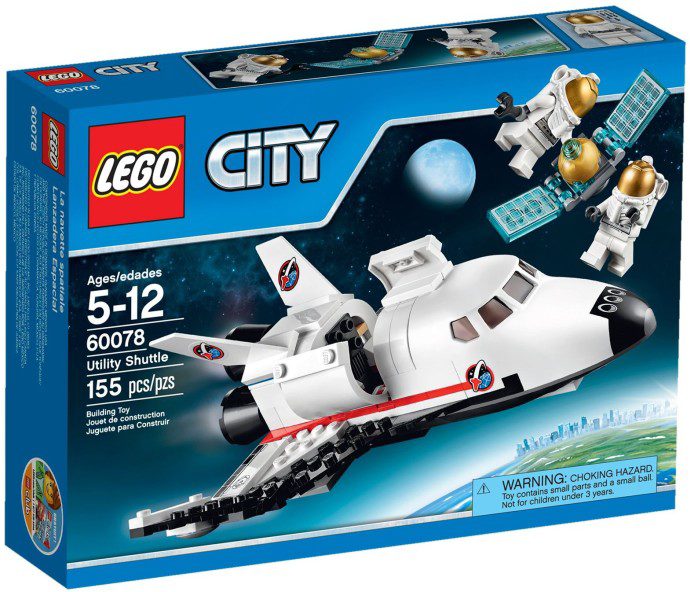 LEGO CITY
60078
LEGO
CITY
Ages/edades
5-12
60078
Utility Shuttle
155 pcs/pzs
Building Toy
Jouet de construction
Juguete para Construir
WARNING: CHOKING HAZARD.
Toy contains small parts and a small ball.
Not for children under 3 years.
60078
LEGO
La navette spatiale
Lanzadera Espacial